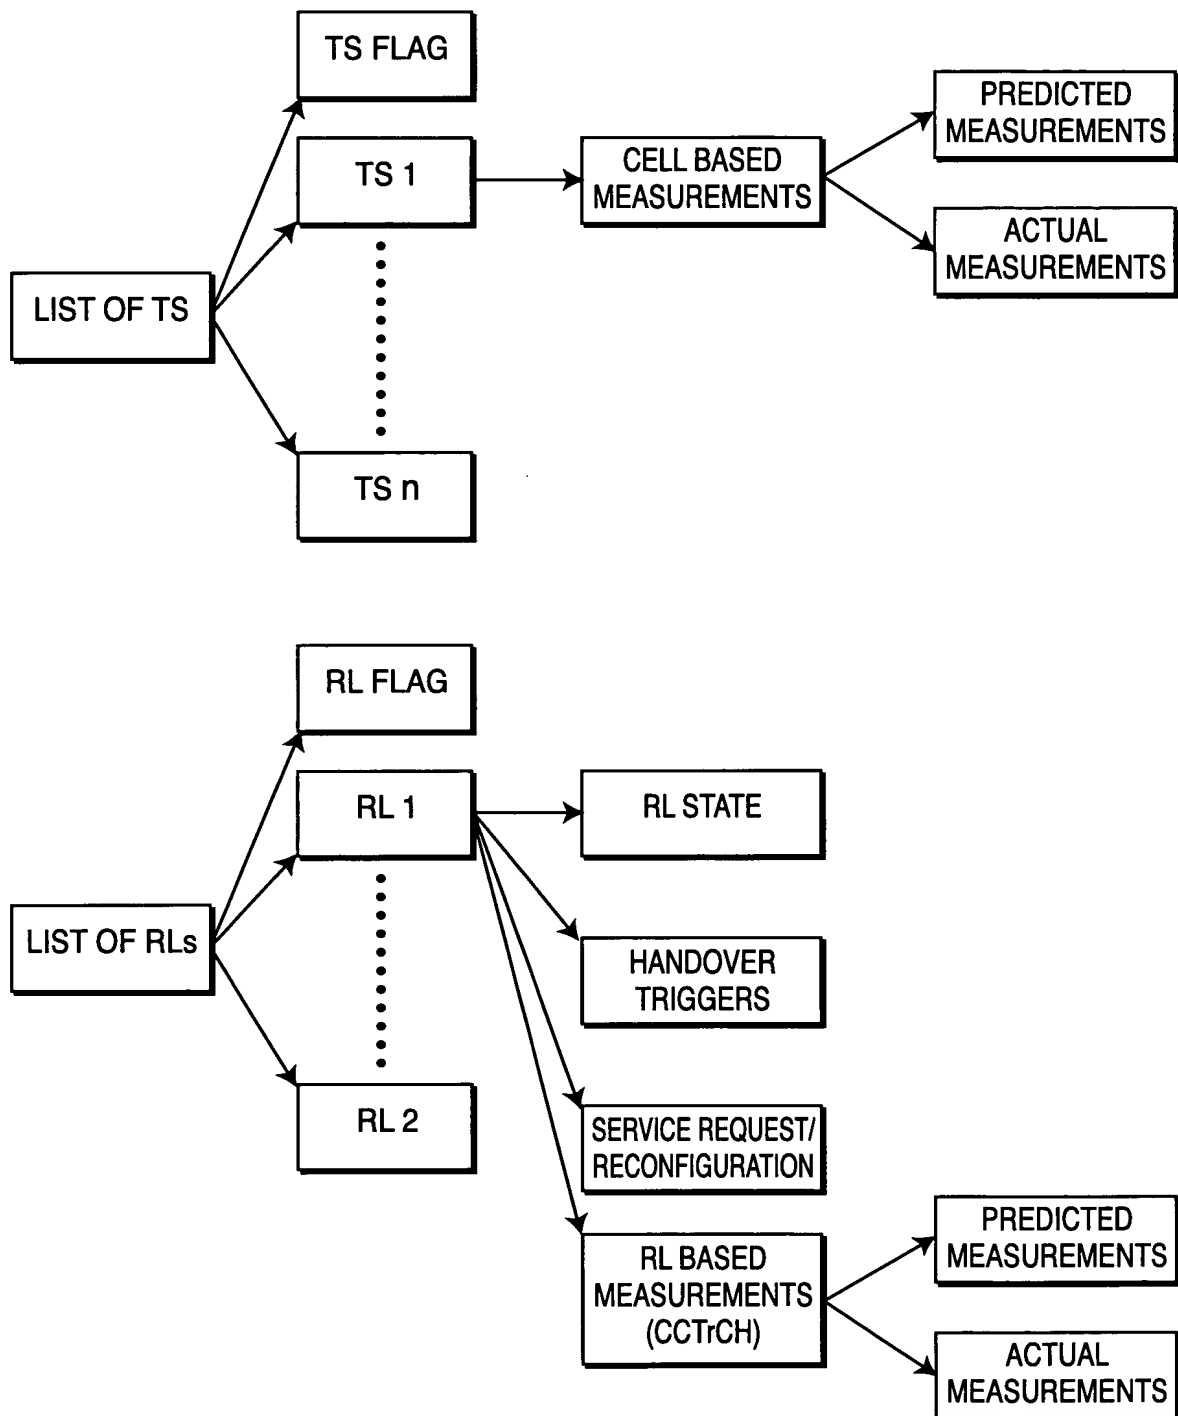 TS FLAG
TS 1
CELL BASED
MEASUREMENTS
PREDICTED
MEASUREMENTS
ACTUAL
MEASUREMENTS
LIST OF TS
TS n
RL FLAG
RL 1
RL STATE
LIST OF RLs
HANDOVER
TRIGGERS
RL 2
SERVICE REQUEST/
RECONFIGURATION
RL BASED
MEASUREMENTS
(CCTrCH)
PREDICTED
MEASUREMENTS
ACTUAL
MEASUREMENTS